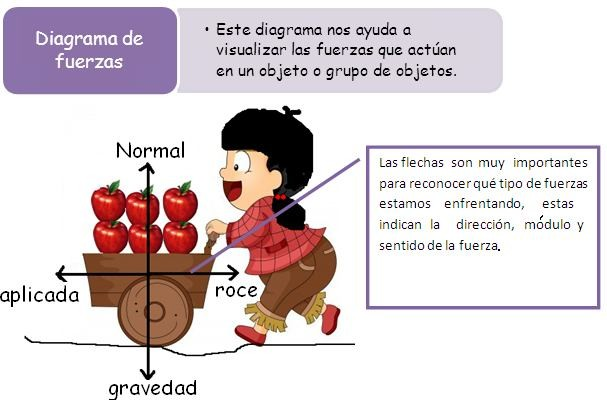 Diagrama de
fuerzas
• Este diagrama nos ayuda a
visualizar las fuerzas que actúan
en un objeto o grupo de objetos.
Normal
Las flechas son muy importantes
para reconocer qué tipo de fuerzas
estamos enfrentando, estas
indican la dirección, módulo y
sentido de la fuerza.
aplicada
roce
gravedad